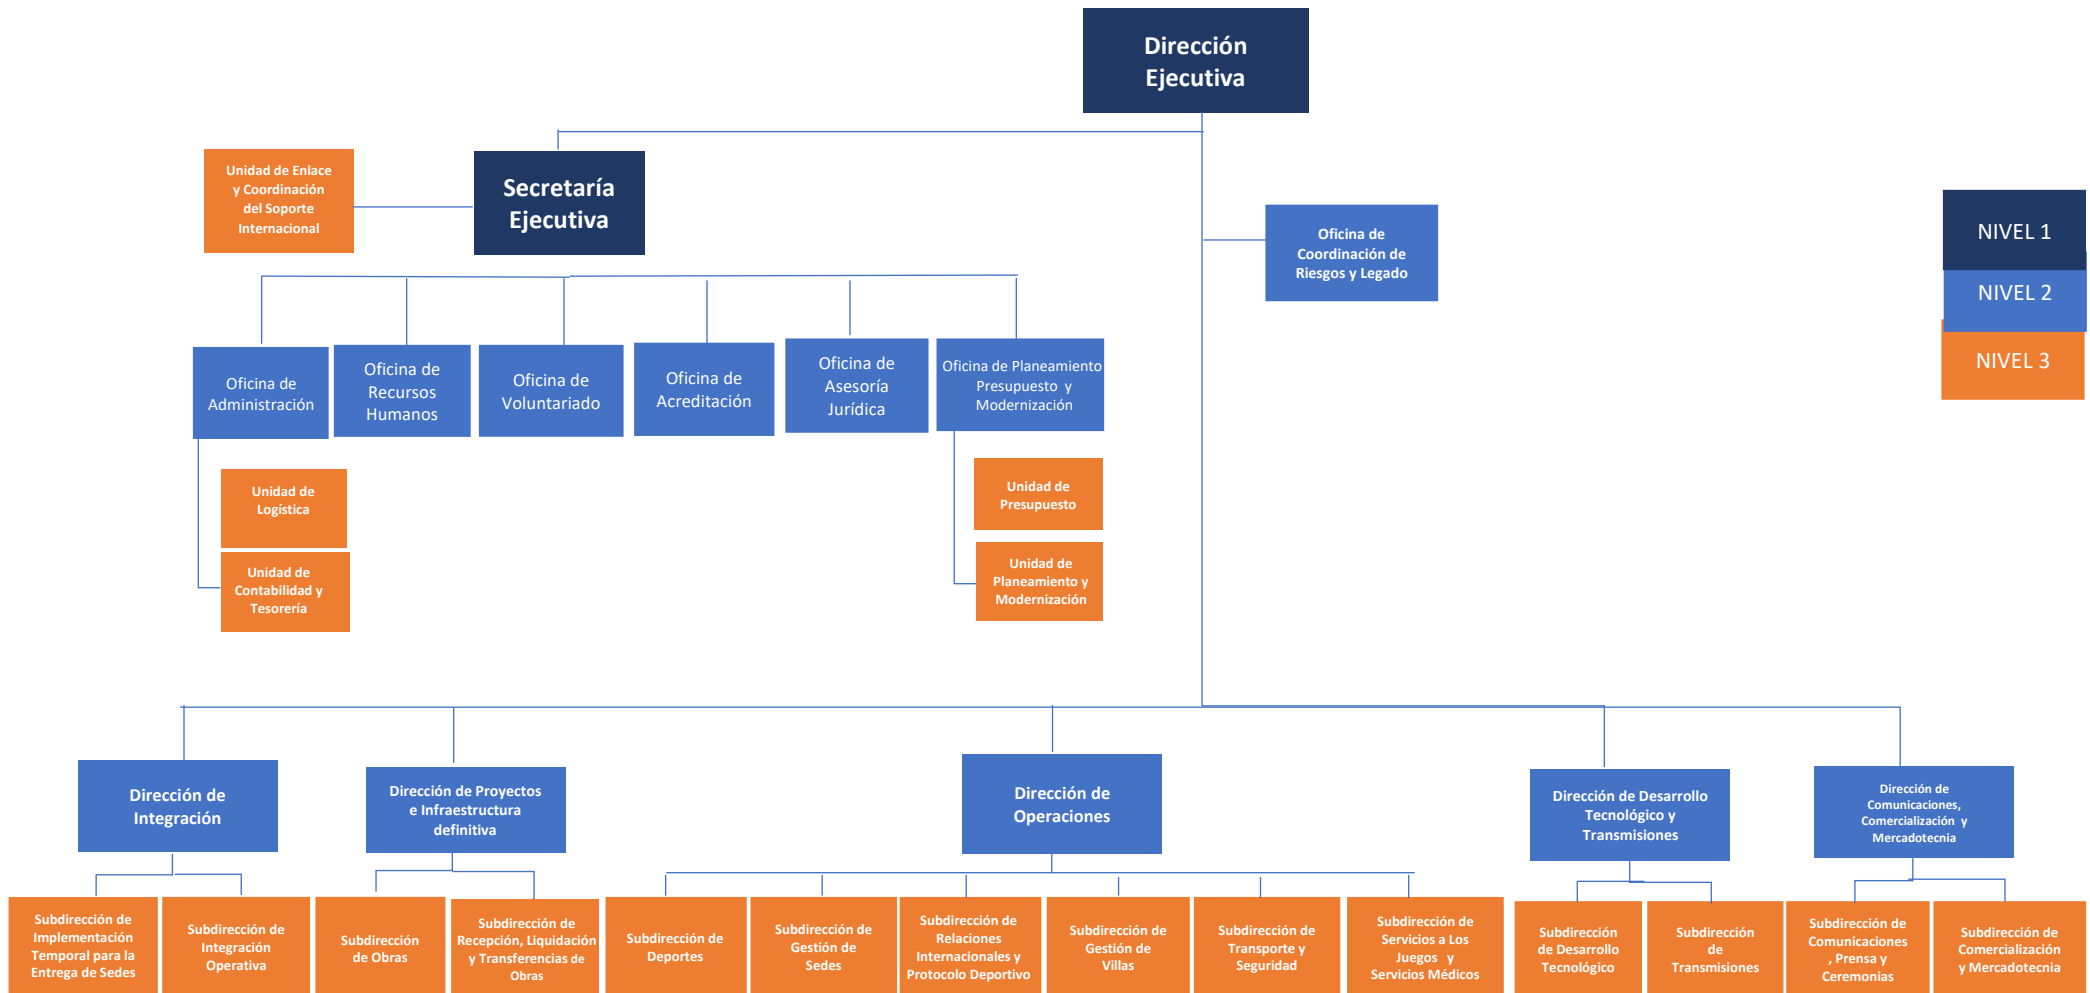 Dirección
Ejecutiva
Unidad de Enlace
y Coordinación
del Soporte
Internacional
Secretaría
Ejecutiva
Oficina de
Coordinación de
Riesgos y Legado
NIVEL 1
NIVEL 2
NIVEL 3
Oficina de
Administración
Oficina de
Recursos
Humanos
Oficina de
Voluntariado
Oficina de
Acreditación
Oficina de
Asesoría
Jurídica
Oficina de Planeamiento
Presupuesto y
Modernización
Unidad de
Logística
Unidad de
Contabilidad y
Tesorería
Unidad de
Presupuesto
Unidad de
Planeamiento y
Modernización
Dirección de
Integración
Dirección de Proyectos
e Infraestructura
definitiva
Dirección de
Operaciones
Dirección de Desarrollo
Tecnológico y
Transmisiones
Dirección de
Comunicaciones,
Comercialización y
Mercadotecnia
Subdirección de
Implementación
Temporal para la
Entrega de Sedes
Subdirección de
Integración
Operativa
Subdirección
de Obras
Subdirección de
Recepción, Liquidación
y Transferencias de
Obras
Subdirección de
Deportes
Subdirección de
Gestión de
Sedes
Subdirección de
Relaciones
Internacionales y
Protocolo Deportivo
Subdirección de
Gestión de
Villas
Subdirección de
Transporte y
Seguridad
Subdirección de
Servicios a Los
Juegos y
Servicios Médicos
Subdirección
de Desarrollo
Tecnológico
Subdirección
de
Transmisiones
Subdirección de
Comunicaciones
, Prensa y
Ceremonias
Subdirección de
Comercialización
y Mercadotecnia